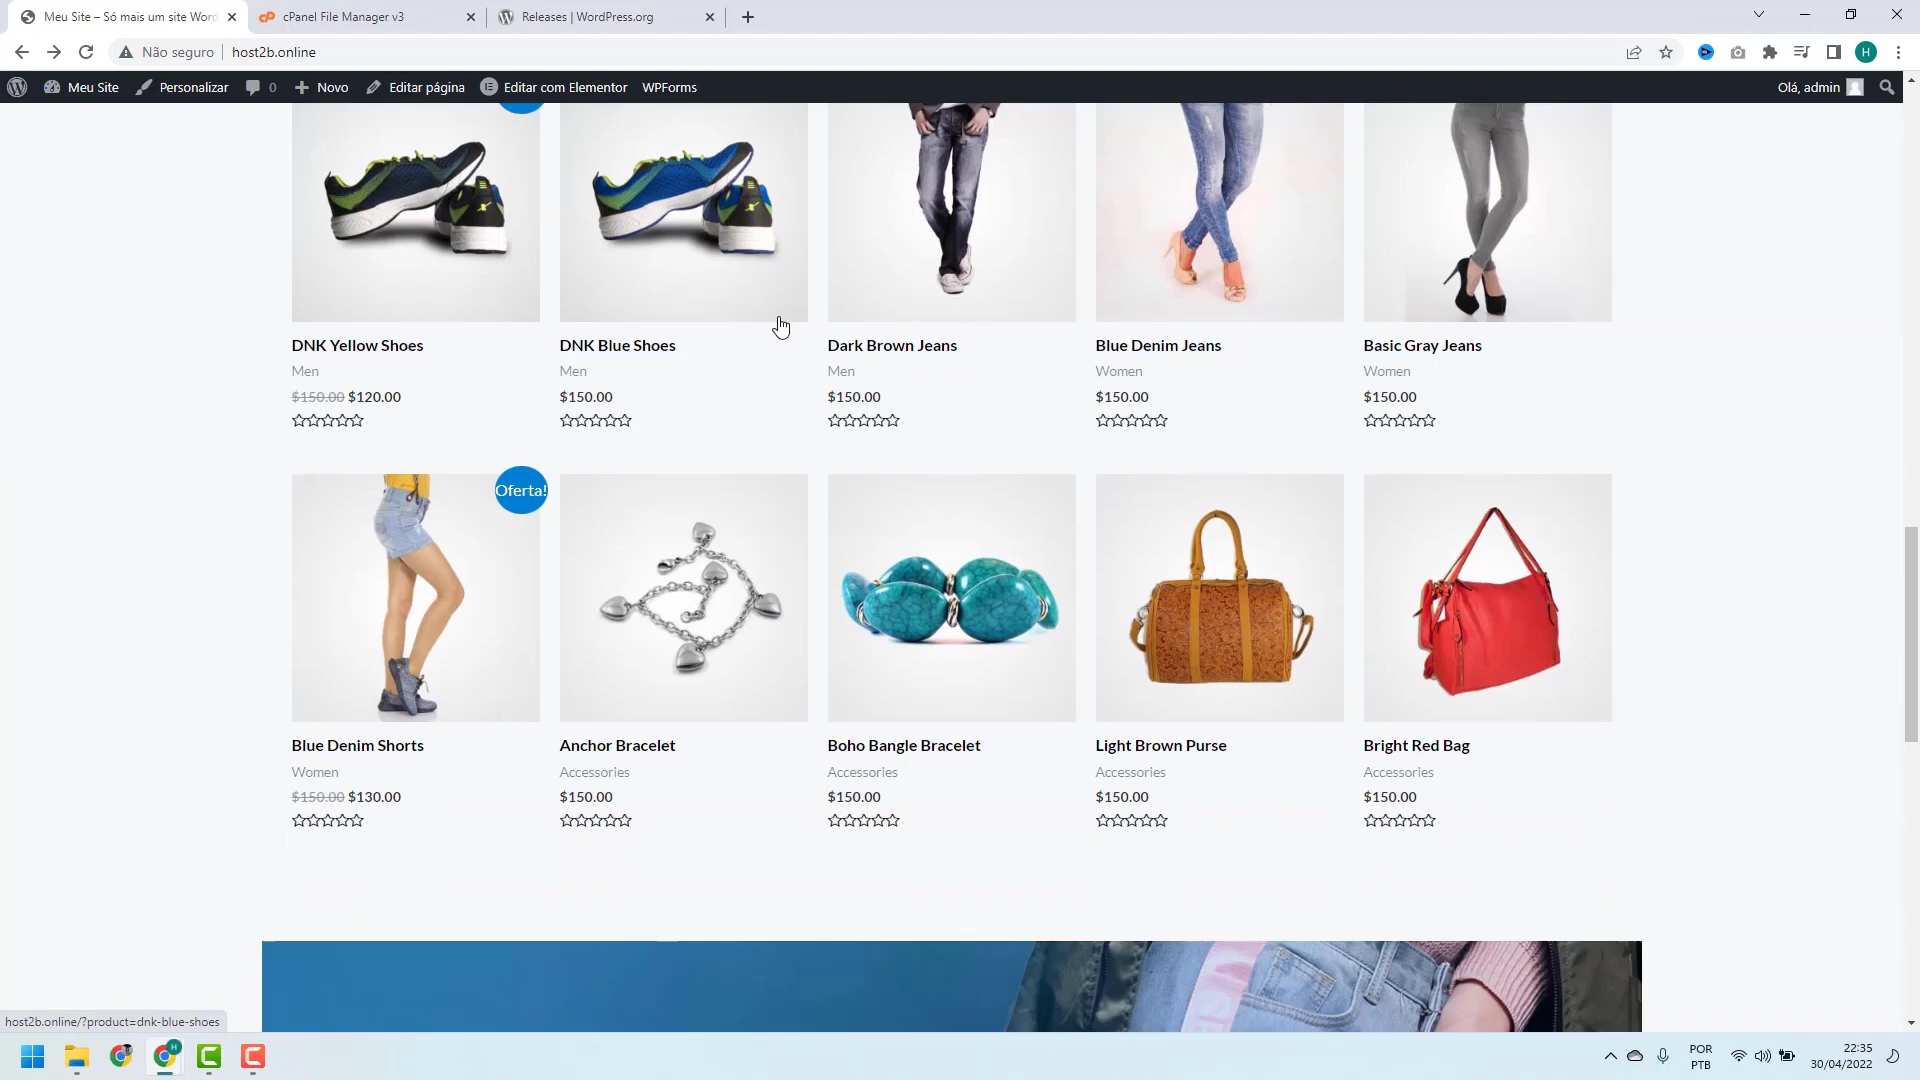 Meu Site – Só mais um site Word
cPanel File Manager v3
Releases | WordPress.org
Não seguro
host2b.online
H
Meu Site
Personalizar
0
Novo
Editar página
Editar com Elementor
WPForms
Olá, admin
DNK Yellow Shoes
Men
$150.00 $120.00
DNK Blue Shoes
Men
$150.00
Dark Brown Jeans
Men
$150.00
Blue Denim Jeans
Women
$150.00
Basic Gray Jeans
Women
$150.00
Oferta!
Blue Denim Shorts
Women
$150.00 $130.00
Anchor Bracelet
Accessories
$150.00
Boho Bangle Bracelet
Accessories
$150.00
Light Brown Purse
Accessories
$150.00
Bright Red Bag
Accessories
$150.00
host2b.online/?product=dnk-blue-shoes
H
POR
PTB
22:35
30/04/2022